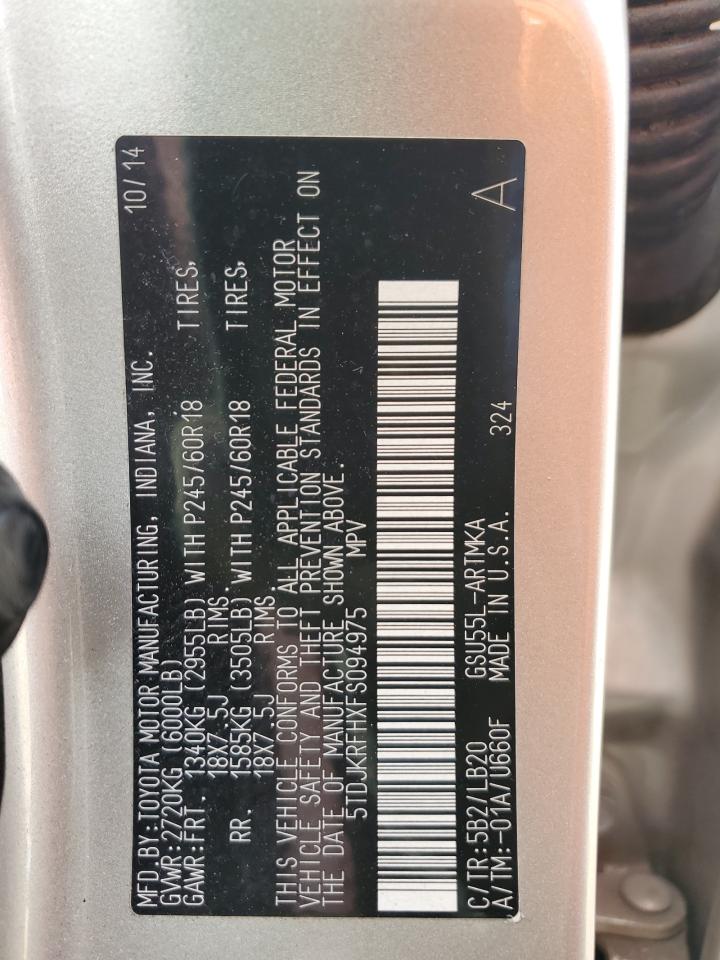 MFD.BY:TOYOTA MOTOR MANUFACTURING, INDIANA, INC. 10/14
GVWR:2720KG (6000LB)
GAWR:FRT. 1340KG (2955LB) WITH P245/60R18 TIRES,
18X7.5J RIMS.
RR. 1585KG (3505LB) WITH P245/60R18 TIRES,
18X7.5J RIMS.
THIS VEHICLE CONFORMS TO ALL APPLICABLE FEDERAL MOTOR
VEHICLE SAFETY AND THEFT PREVENTION STANDARDS IN EFFECT ON
THE DATE OF MANUFACTURE SHOWN ABOVE.
5TDJKRFHXFS094975 MPV
C/TR:5B2/LB20 GSU55L-ARTMKA
A/TM:-01A/U660F MADE IN U.S.A. 324 A